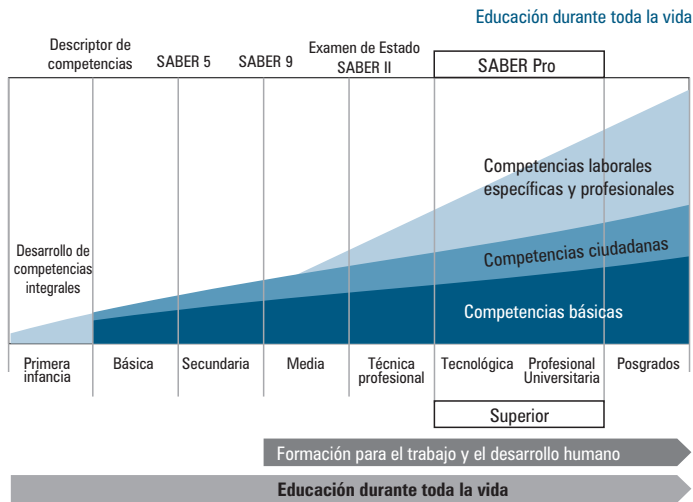 Educación durante toda la vida
Descriptor de
competencias
SABER 5
SABER 9
Examen de Estado
SABER II
SABER Pro
Competencias laborales
específicas y profesionales
Desarrollo de
competencias
integrales
Competencias ciudadanas
Competencias básicas
Primera
infancia
Básica
Secundaria
Media
Técnica
profesional
Tecnológica
Profesional
Universitaria
Posgrados
Superior
Formación para el trabajo y el desarrollo humano
Educación durante toda la vida